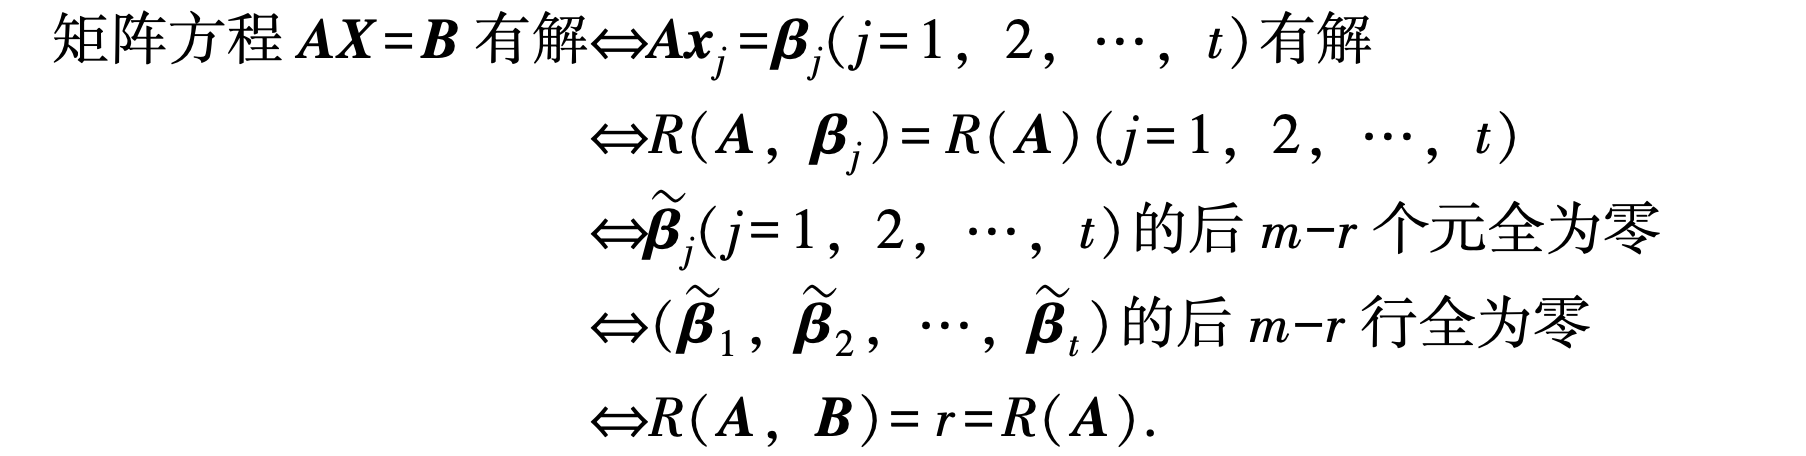 矩阵方程 AX=B 有解⇔Ax_j=β_j(j=1, 2, ⋯, t)有解
⇔R(A, β_j)=R(A)(j=1, 2, ⋯, t)
⇔β̃_j(j=1, 2, ⋯, t)的后 m-r 个元全为零
⇔(β̃_1, β̃_2, ⋯, β̃_t)的后 m-r 行全为零
⇔R(A, B)=r=R(A).